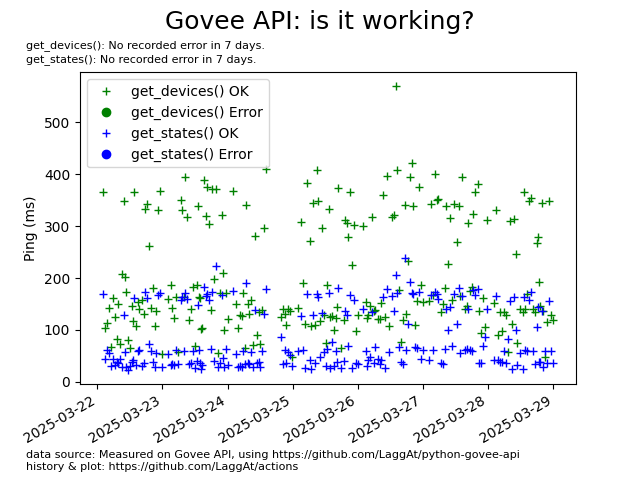 Govee API: is it working?
get_devices(): No recorded error in 7 days.
get_states(): No recorded error in 7 days.
get_devices() OK
get_devices() Error
get_states() OK
get_states() Error
Ping (ms)
500
400
300
200
100
0
2025-03-22
2025-03-23
2025-03-24
2025-03-25
2025-03-26
2025-03-27
2025-03-28
2025-03-29
data source: Measured on Govee API, using https://github.com/LaggAt/python-govee-api
history & plot: https://github.com/LaggAt/actions